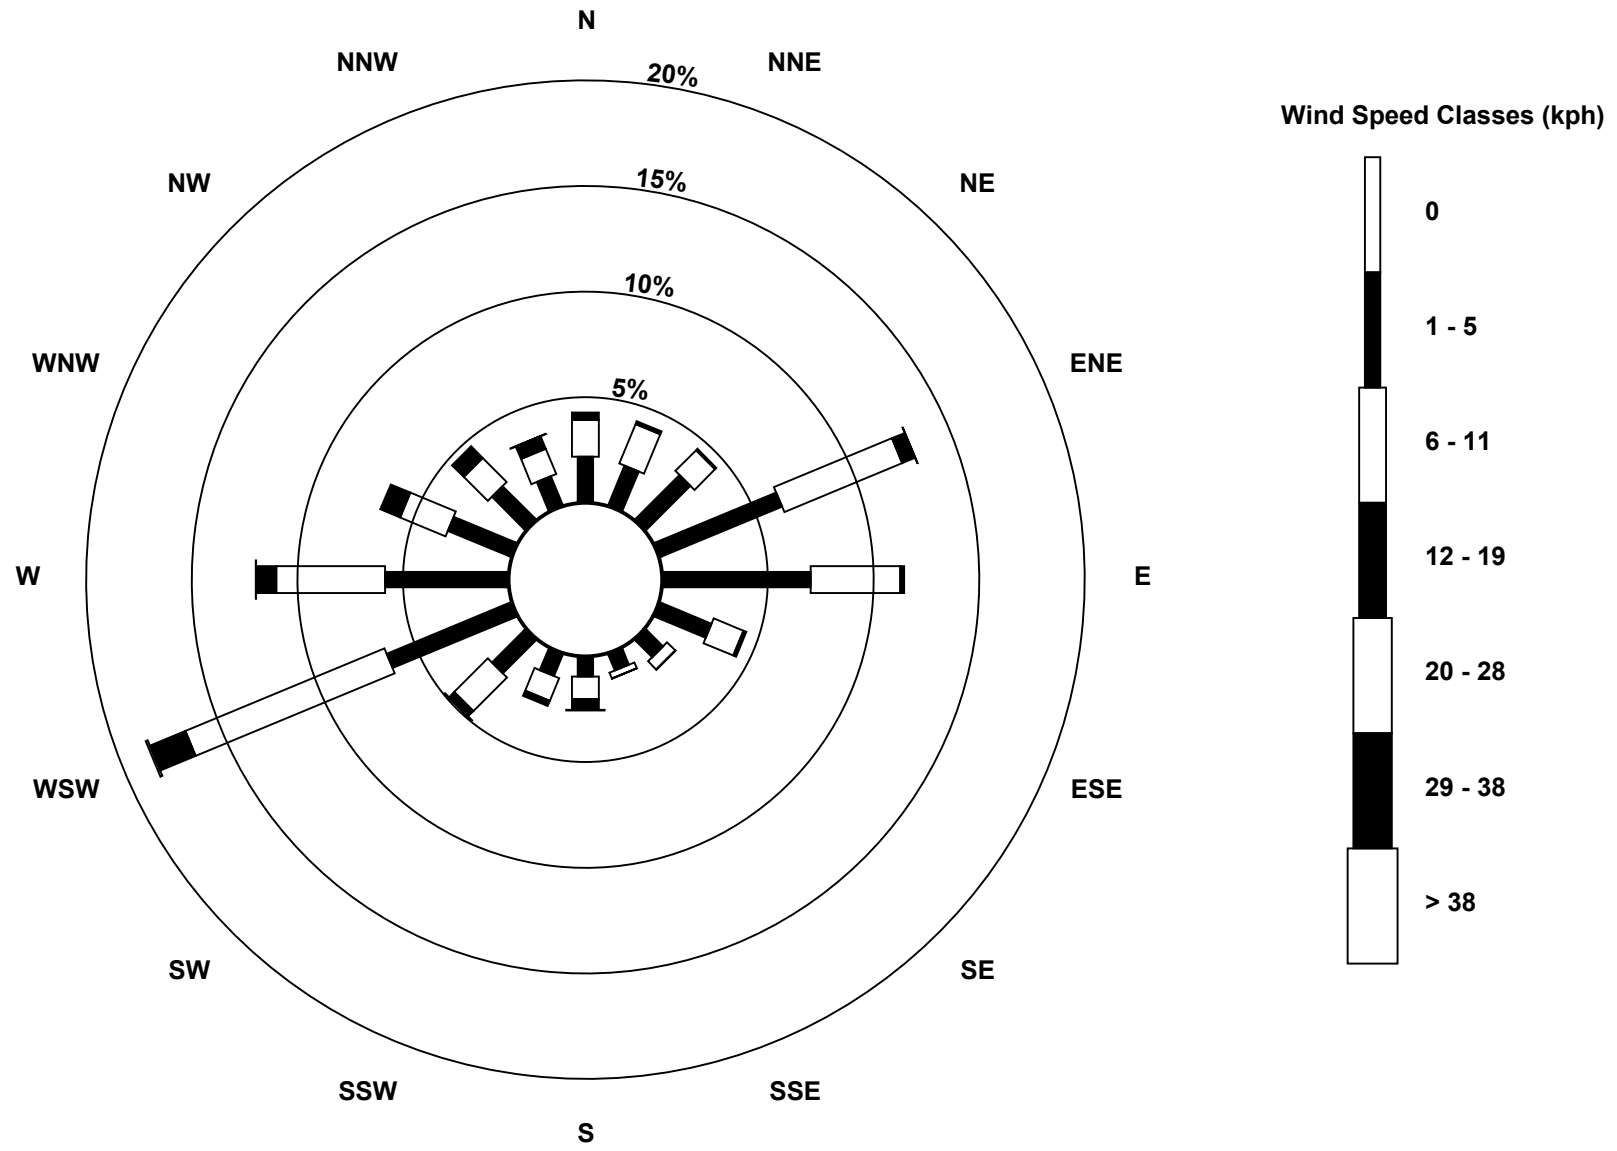 N
NNW
NNE
20%
Wind Speed Classes (kph)
15%
NW
NE
0
10%
1 - 5
WNW
ENE
5%
6 - 11
12 - 19
W
E
20 - 28
WSW
ESE
29 - 38
> 38
SW
SE
SSW
SSE
S